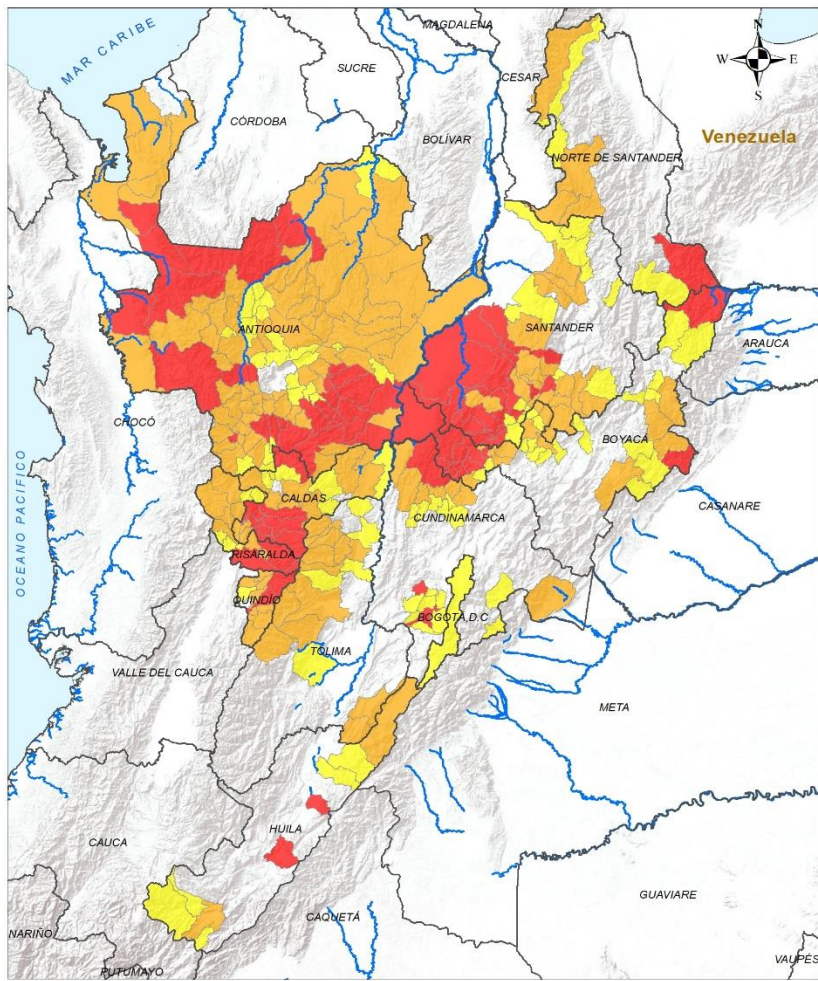 MAGDALENA
MAR CARIBE
N
W E
S
SUCRE
CESAR
CÓRDOBA
BOLÍVAR
Venezuela
NORTE DE SANTANDER
ANTIOQUIA
SANTANDER
ARAUCA
CHOCÓ
BOYACÁ
OCEANO PACIFICO
CALDAS
CASANARE
CUNDINAMARCA
RISARALDA
QUINDÍO
BOGOTÁ, D.C
TOLIMA
VALLE DEL CAUCA
META
HUILA
CAUCA
GUAVIARE
CAQUETÁ
NARIÑO
VAUPÉS
PUTUMAYO